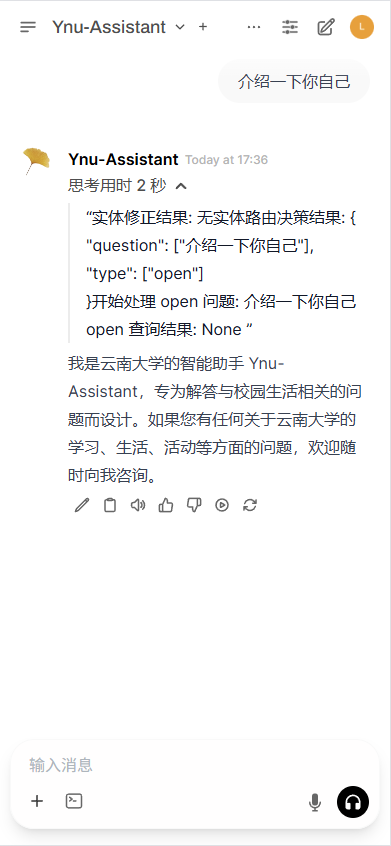 Ynu-Assistant
L
介绍一下你自己
Ynu-Assistant Today at 17:36
思考用时 2 秒
“实体修正结果: 无实体路由决策结果: {
"question": ["介绍一下你自己"],
"type": ["open"]
}开始处理 open 问题: 介绍一下你自己
open 查询结果: None ”
我是云南大学的智能助手 Ynu-
Assistant，专为解答与校园生活相关的问
题而设计。如果您有任何关于云南大学的
学习、生活、活动等方面的问题，欢迎随
时向我咨询。
输入消息